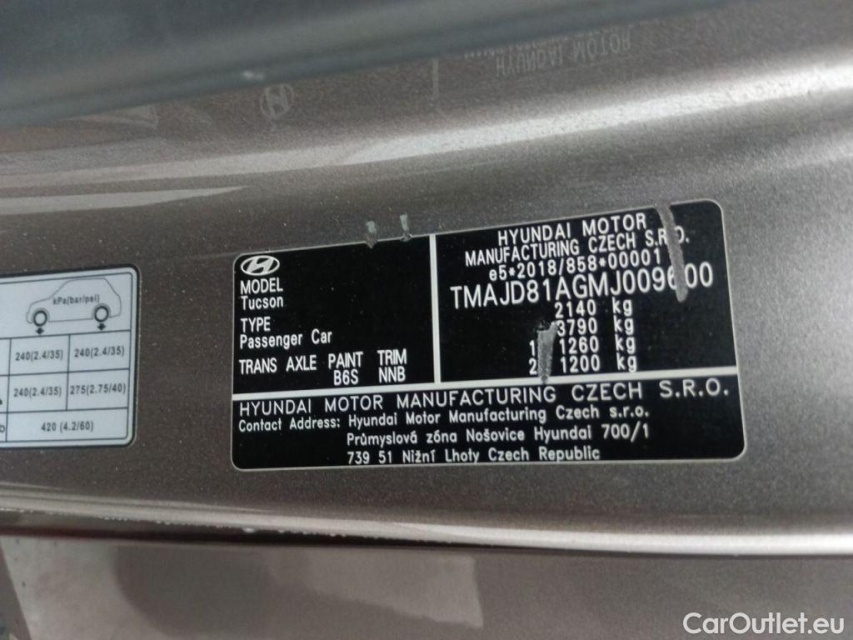 HYUNDAI MOTOR
kPa(bar/psi)
240(2.4/35) 240(2.4/35)
240(2.4/35) 275(2.75/40)
420 (4.2/60)
MODEL
Tucson
TYPE
Passenger Car
TRANS AXLE PAINT TRIM
B6S NNB
HYUNDAI MOTOR
MANUFACTURING CZECH S.R.O.
e5*2018/858*00001
2140 kg
3790 kg
1 1260 kg
2 1200 kg
HYUNDAI MOTOR MANUFACTURING CZECH S.R.O.
Contact Address: Hyundai Motor Manufacturing Czech s.r.o.
Průmyslová zóna Nošovice Hyundai 700/1
739 51 Nižní Lhoty Czech Republic
CarOutlet.eu